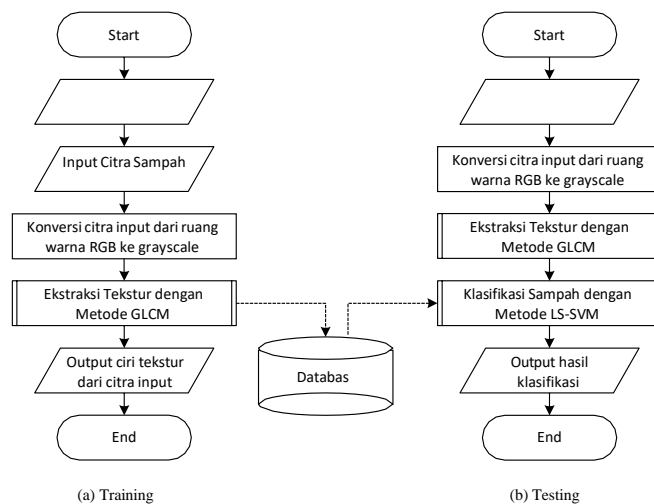 Start
Input Citra Sampah
Konversi citra input dari ruang
warna RGB ke grayscale
Ekstraksi Tekstur dengan
Metode GLCM
Output ciri tekstur
dari citra input
End
(a) Training
Databas
Start
Konversi citra input dari ruang
warna RGB ke grayscale
Ekstraksi Tekstur dengan
Metode GLCM
Klasifikasi Sampah dengan
Metode LS-SVM
Output hasil
klasifikasi
End
(b) Testing